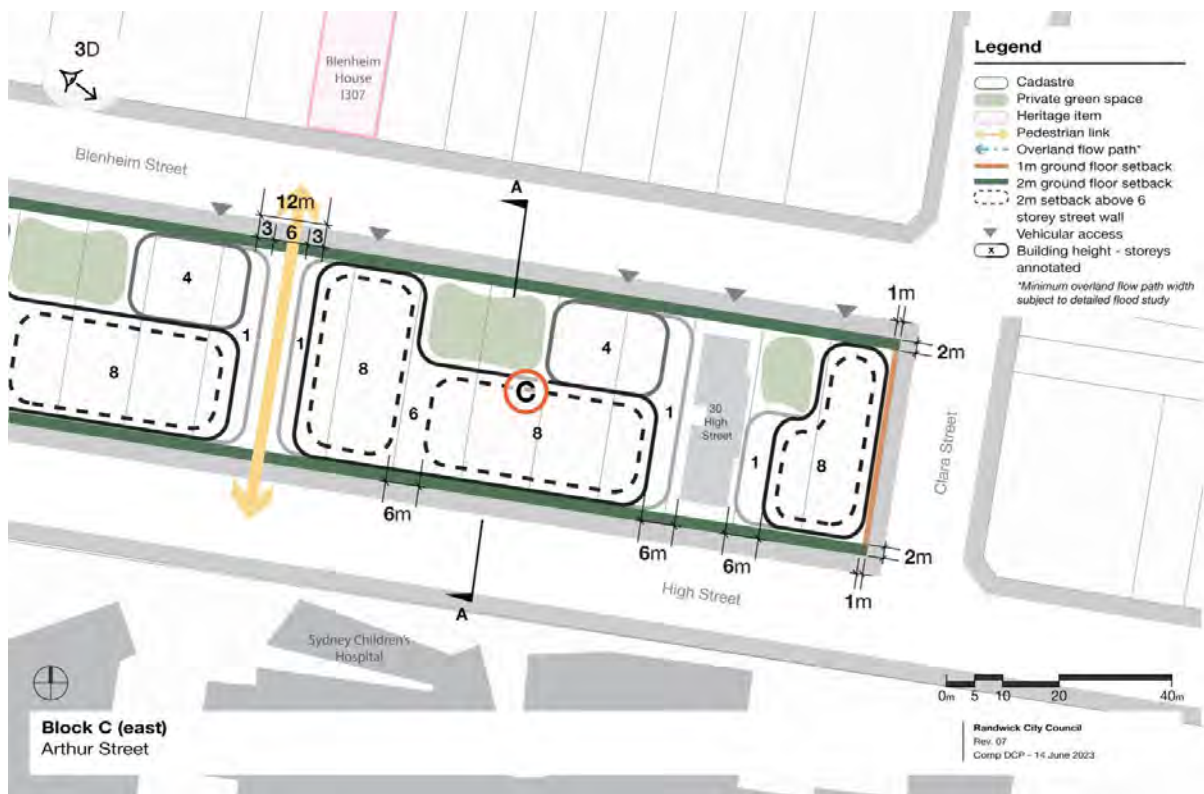 3D
Blenheim
House
I307
Blenheim Street
Legend
Cadastre
Private green space
Heritage item
Pedestrian link
Overland flow path*
1m ground floor setback
2m ground floor setback
2m setback above 6
storey street wall
Vehicular access
x Building height - storeys
annotated
*Minimum overland flow path width
subject to detailed flood study
A
12m
3 6 3
4
1
8
1
8
6
C
8
4
1
30
High
Street
1
8
1m
2m
Clara Street
6m
6m
6m
2m
1m
High Street
A
Sydney Children's
Hospital
0m 5 10 20 40m
Block C (east)
Arthur Street
Randwick City Council
Rev. 07
Comp DCP - 14 June 2023